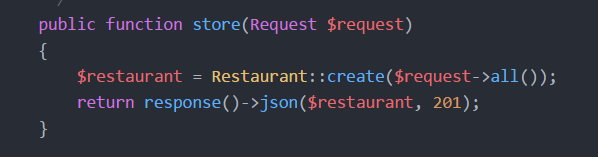 public function store(Request $request)
{
$restaurant = Restaurant::create($request->all());
return response()->json($restaurant, 201);
}